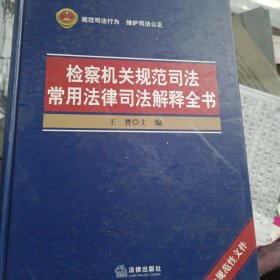 规范司法行为 维护司法公正
检察机关规范司法
常用法律司法解释全书
王晋◎主编
规范性文件
法律出版社